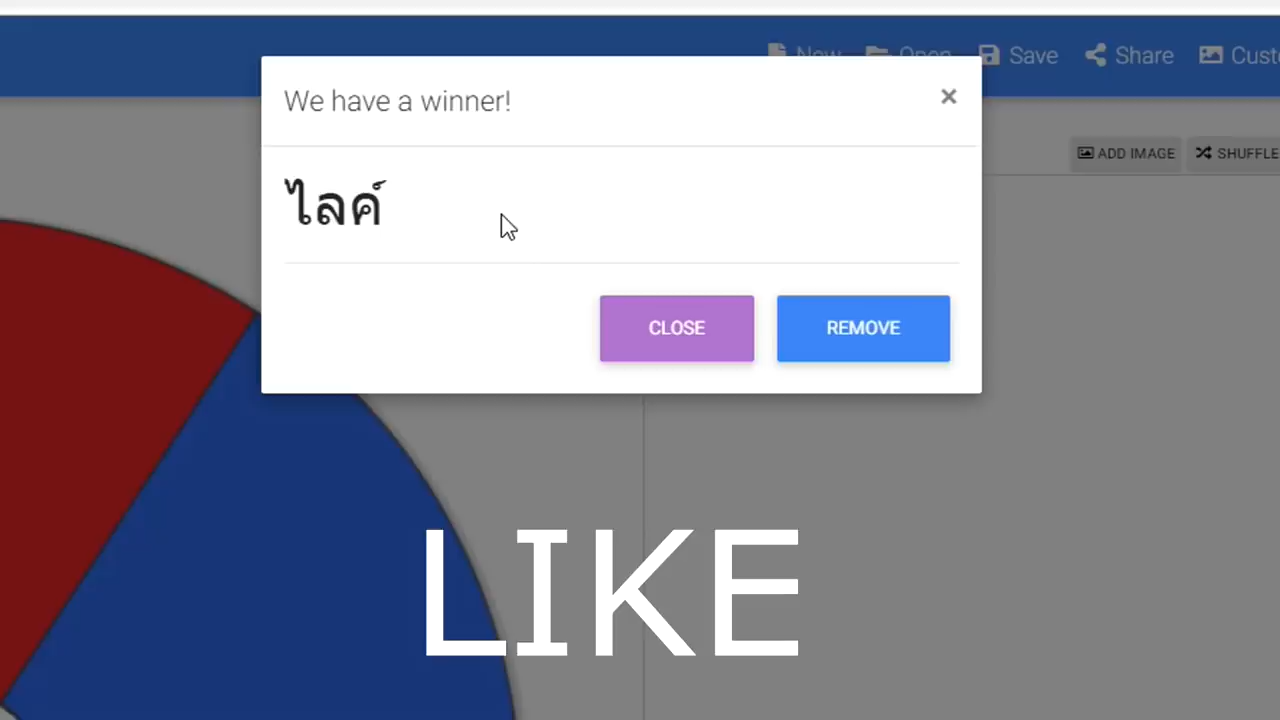 New Open Save Share Cust
We have a winner!
ADD IMAGE SHUFFLE
ไลค์
CLOSE REMOVE
LIKE